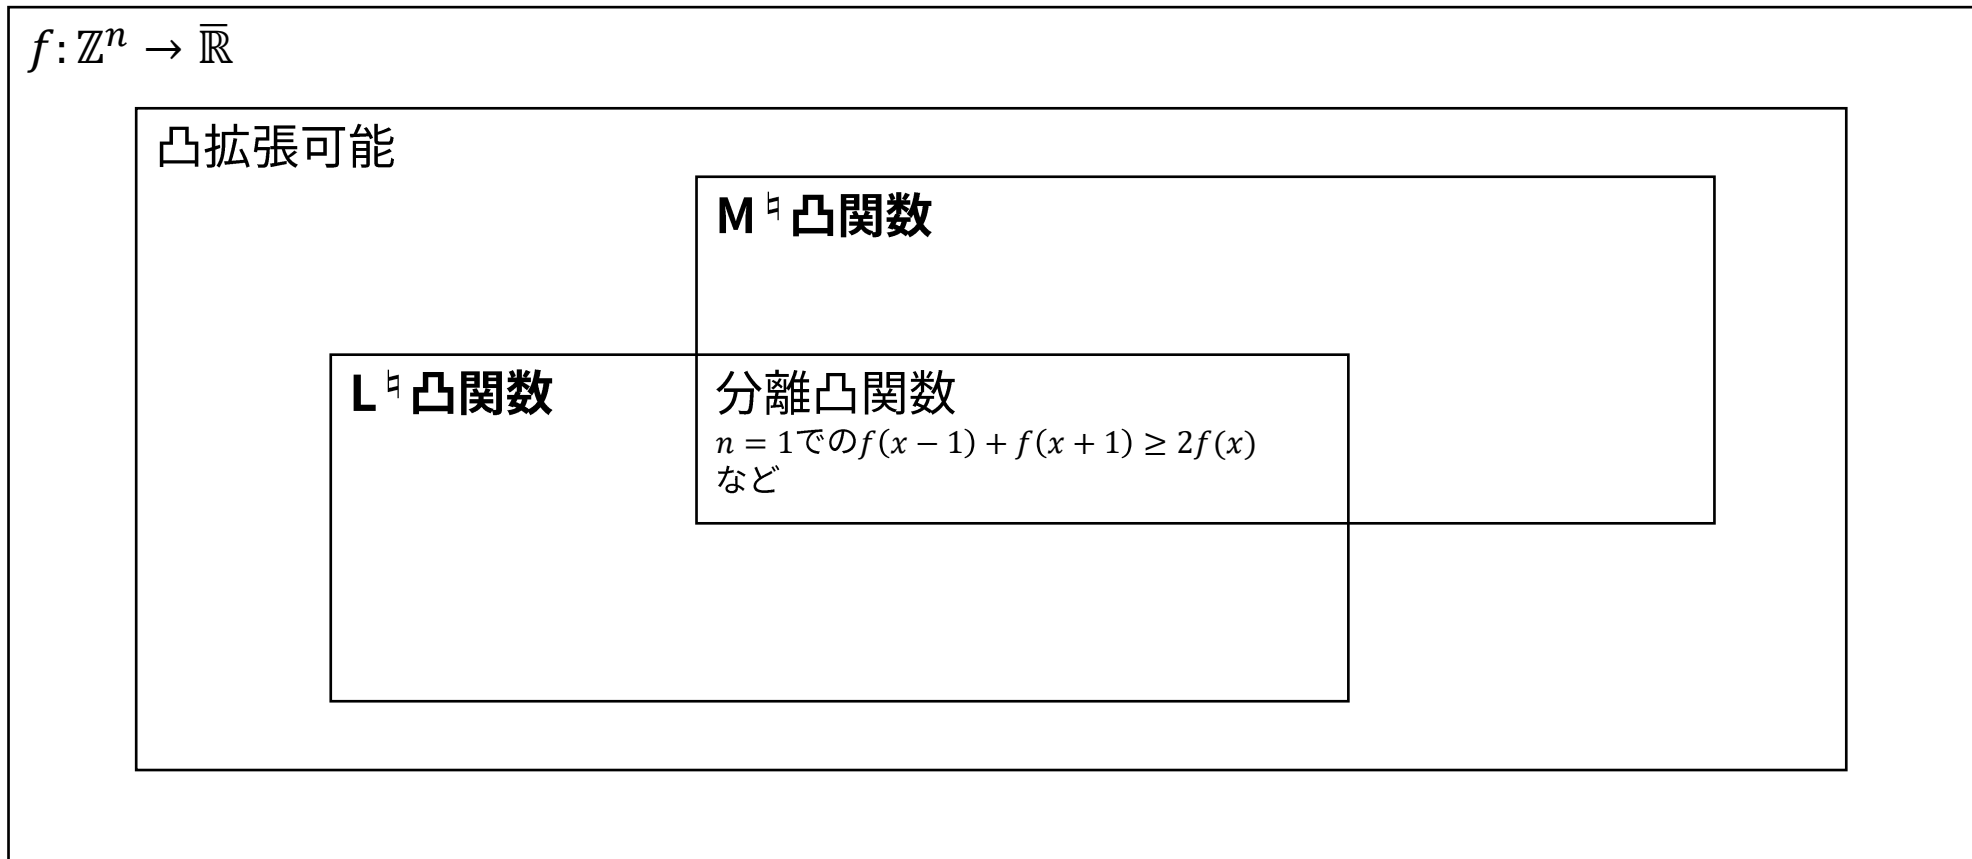 f: ℤⁿ → ℝ̅
凸拡張可能
M♮凸関数
L♮凸関数
分離凸関数
n = 1でのf(x − 1) + f(x + 1) ≥ 2f(x)
など